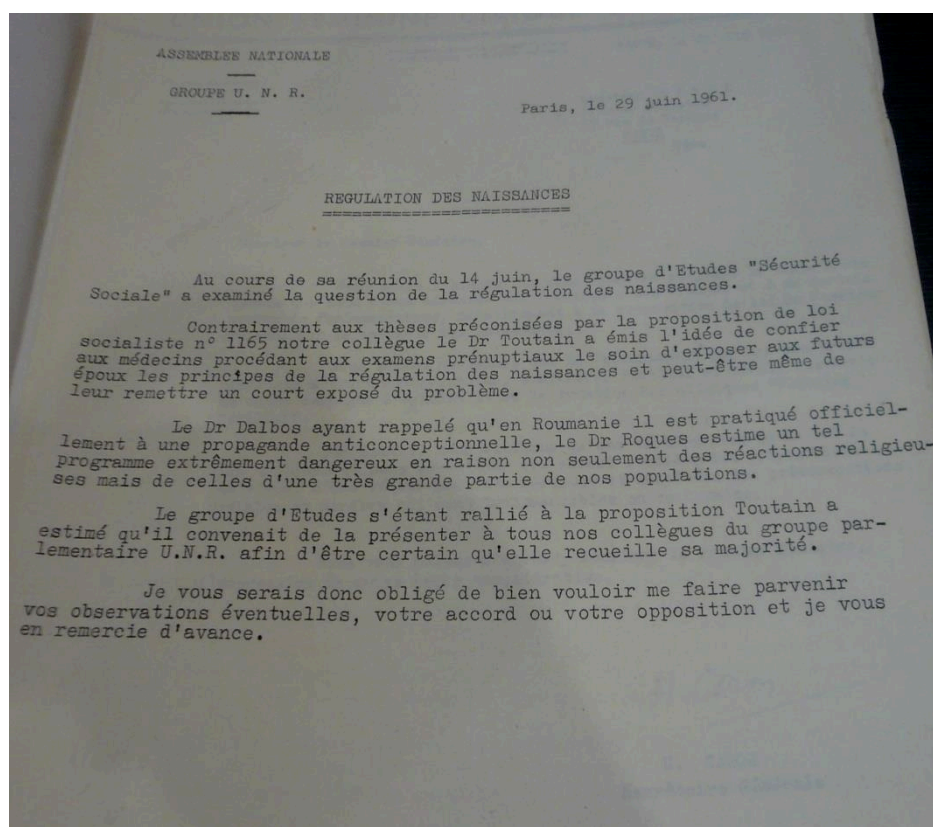 ASSEMBLEE NATIONALE
GROUPE U. N. R.
Paris, le 29 juin 1961.
REGULATION DES NAISSANCES
Au cours de sa réunion du 14 juin, le groupe d'Etudes "Sécurité
Sociale" a examiné la question de la régulation des naissances.
Contrairement aux thèses préconisées par la proposition de loi
socialiste n° 1165 notre collègue le Dr Toutain a émis l'idée de confier
aux médecins procédant aux examens prénuptiaux le soin d'exposer aux futurs
époux les principes de la régulation des naissances et peut-être même de
leur remettre un court exposé du problème.
Le Dr Dalbos ayant rappelé qu'en Roumanie il est pratiqué officiel-
lement à une propagande anticonceptionnelle, le Dr Roques estime un tel
programme extrêmement dangereux en raison non seulement des réactions religieu-
ses mais de celles d'une très grande partie de nos populations.
Le groupe d'Etudes s'étant rallié à la proposition Toutain a
estimé qu'il convenait de la présenter à tous nos collègues du groupe par-
lementaire U.N.R. afin d'être certain qu'elle recueille sa majorité.
Je vous serais donc obligé de bien vouloir me faire parvenir
vos observations éventuelles, votre accord ou votre opposition et je vous
en remercie d'avance.